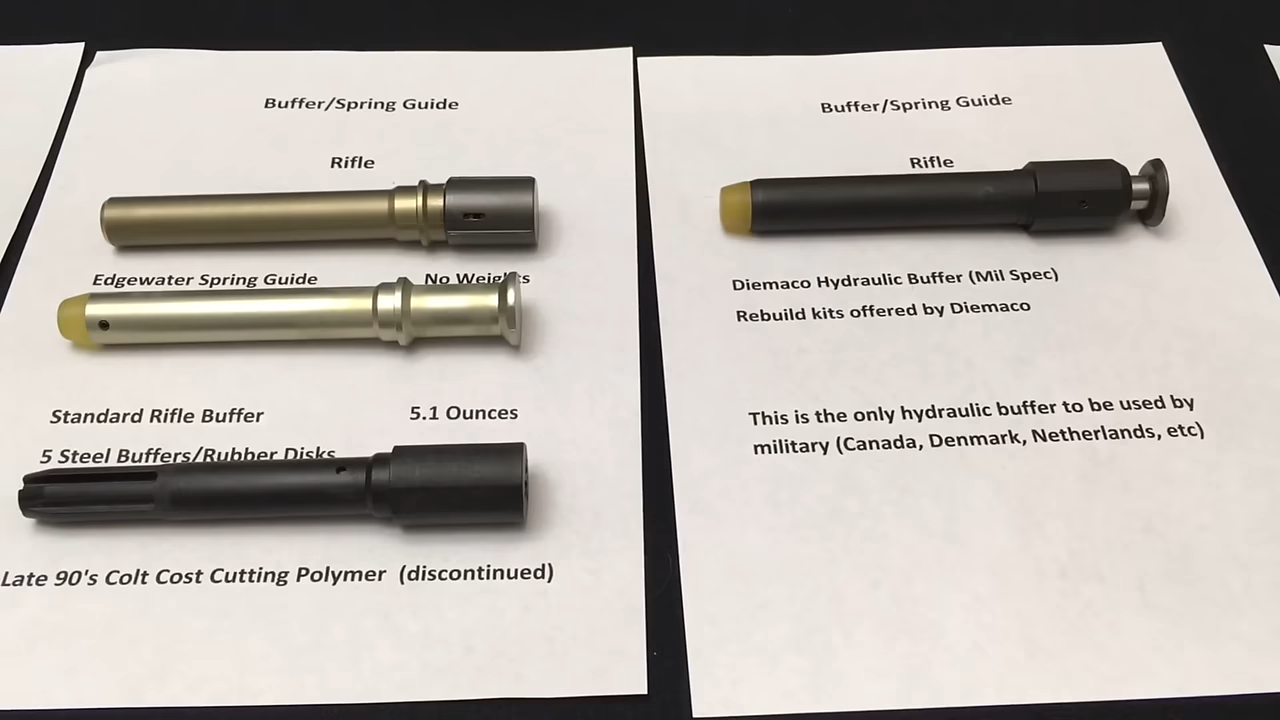 Buffer/Spring Guide
Rifle
Edgewater Spring Guide No Weights
Standard Rifle Buffer 5.1 Ounces
5 Steel Buffers/Rubber Disks
Late 90's Colt Cost Cutting Polymer (discontinued)
Buffer/Spring Guide
Rifle
Diemaco Hydraulic Buffer (Mil Spec)
Rebuild kits offered by Diemaco
This is the only hydraulic buffer to be used by
military (Canada, Denmark, Netherlands, etc)